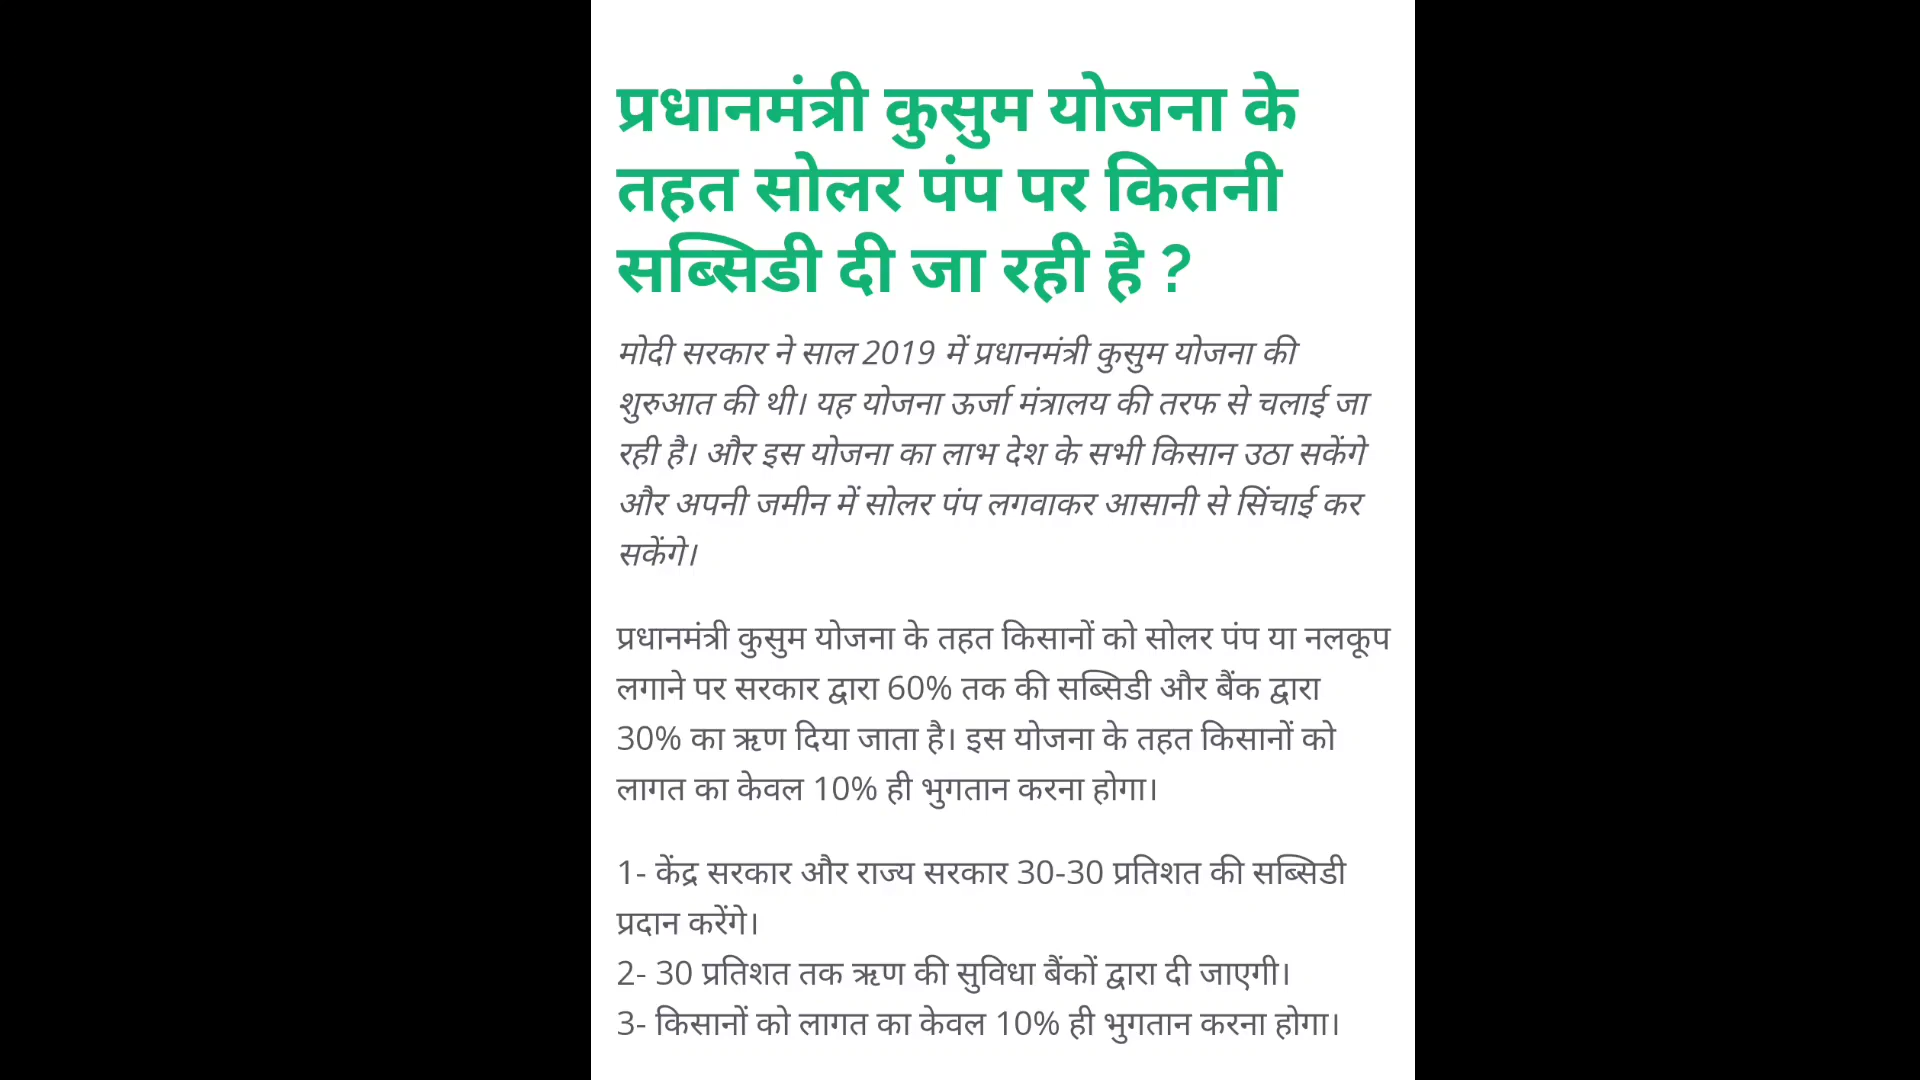 प्रधानमंत्री कुसुम योजना के
तहत सोलर पंप पर कितनी
सब्सिडी दी जा रही है ?
मोदी सरकार ने साल 2019 में प्रधानमंत्री कुसुम योजना की
शुरुआत की थी। यह योजना ऊर्जा मंत्रालय की तरफ से चलाई जा
रही है। और इस योजना का लाभ देश के सभी किसान उठा सकेंगे
और अपनी जमीन में सोलर पंप लगवाकर आसानी से सिंचाई कर
सकेंगे।
प्रधानमंत्री कुसुम योजना के तहत किसानों को सोलर पंप या नलकूप
लगाने पर सरकार द्वारा 60% तक की सब्सिडी और बैंक द्वारा
30% का ऋण दिया जाता है। इस योजना के तहत किसानों को
लागत का केवल 10% ही भुगतान करना होगा।
1- केंद्र सरकार और राज्य सरकार 30-30 प्रतिशत की सब्सिडी
प्रदान करेंगे।
2- 30 प्रतिशत तक ऋण की सुविधा बैंकों द्वारा दी जाएगी।
3- किसानों को लागत का केवल 10% ही भुगतान करना होगा।